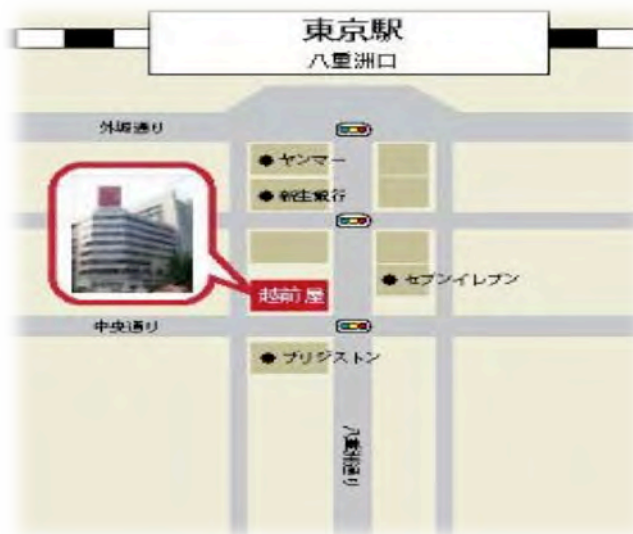 東京駅
八重洲口
外堀通り
ヤンマー
新生銀行
セブンイレブン
越前屋
中央通り
ブリジストン
八重洲通り